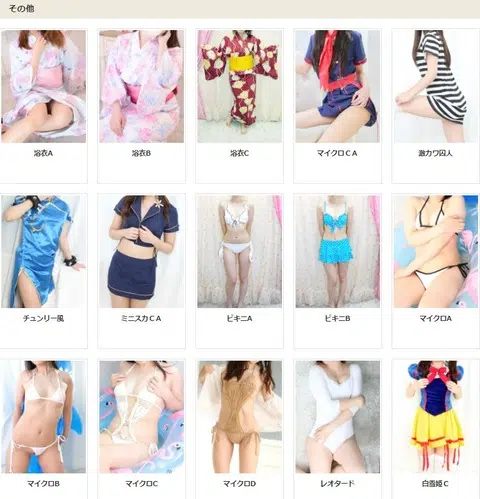 その他
浴衣A
浴衣B
浴衣C
マイクロCA
激カワ囚人
チュンリー風
ミニスカCA
ビキニA
ビキニB
マイクロA
マイクロB
マイクロC
マイクロD
レオタード
白雪姫C